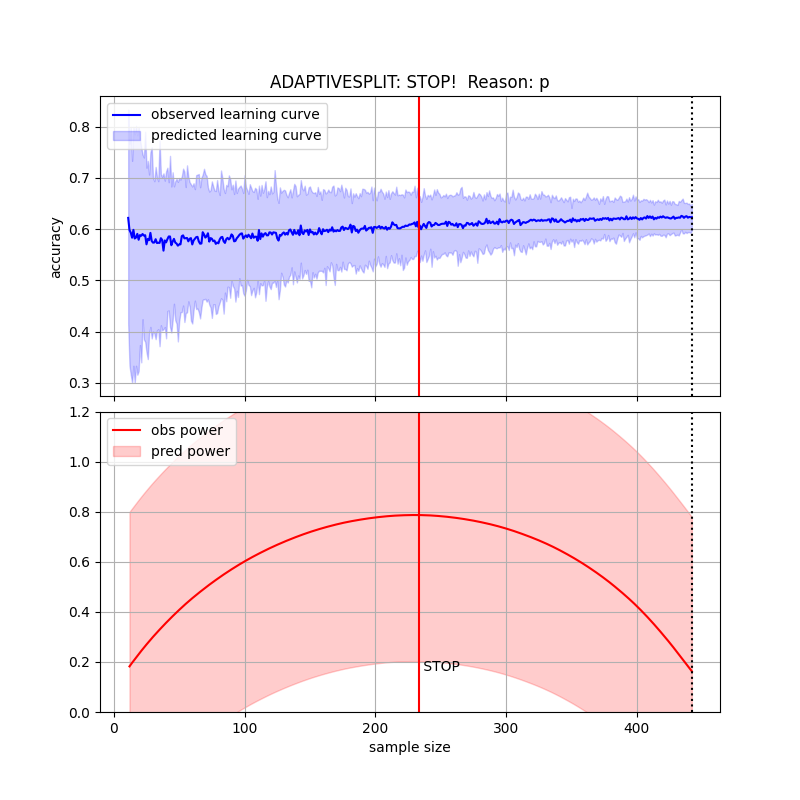 ADAPTIVESPLIT: STOP!  Reason: p
observed learning curve
predicted learning curve
0.8
0.7
0.6
0.5
0.4
0.3
accuracy
obs power
pred power
1.2
1.0
0.8
0.6
0.4
0.2
0.0
STOP
0 100 200 300 400
sample size